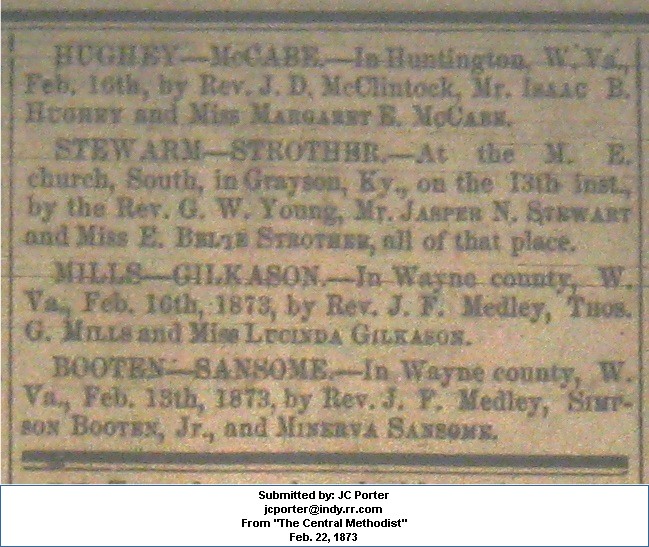 HUGHEY—McCABE.—In Huntington, W. Va.,
Feb. 16th, by Rev. J. D. McClintock, Mr. ISAAC B.
HUGHEY and Miss MARGARET E. McCABE.
STEWARM—STROTHER.—At the M. E.
church, South, in Grayson, Ky., on the 13th inst.,
by the Rev. G. W. Young, Mr. JASPER N. STEWART
and Miss E. BELLE STROTHER, all of that place.
MILLS—GILKASON.—In Wayne county, W.
Va., Feb. 16th, 1873, by Rev. J. F. Medley, THOS.
G. MILLS and Miss LUCINDA GILKASON.
BOOTEN—SANSOME.—In Wayne county, W.
Va., Feb. 13th, 1873, by Rev. J. F. Medley, SIMP-
SON BOOTEN, Jr., and MINERVA SANSOME.
Submitted by: JC Porter
jcporter@indy.rr.com
From "The Central Methodist"
Feb. 22, 1873